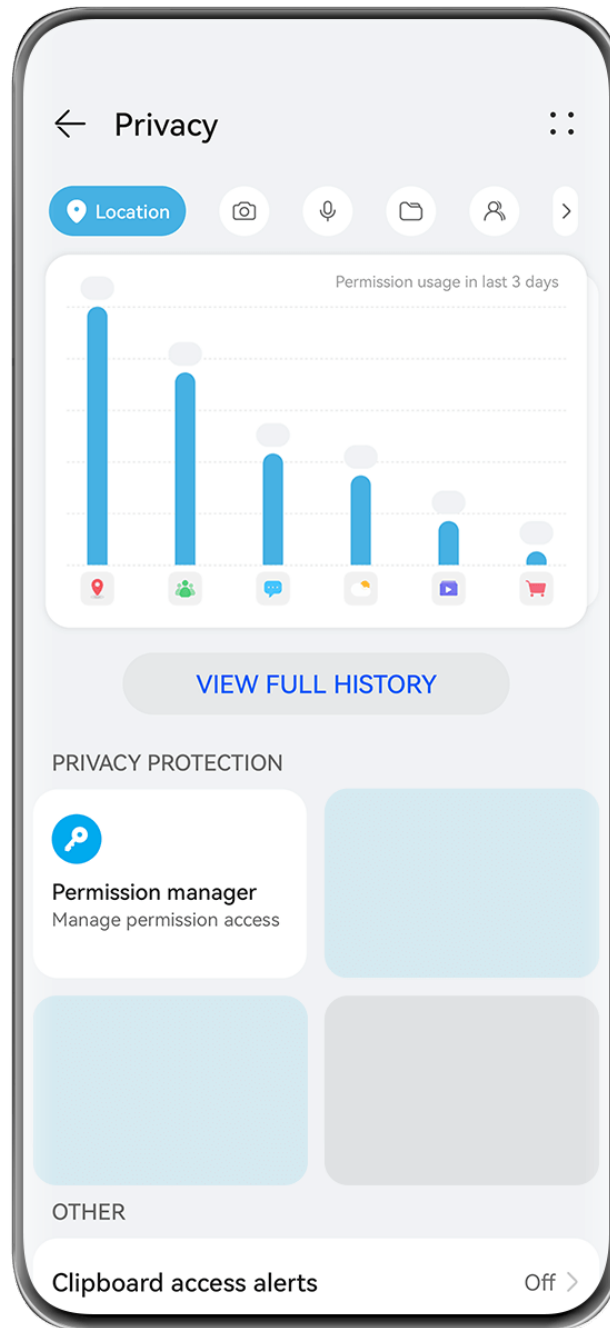 Privacy
Location
Permission usage in last 3 days
VIEW FULL HISTORY
PRIVACY PROTECTION
Permission manager
Manage permission access
OTHER
Clipboard access alerts
Off